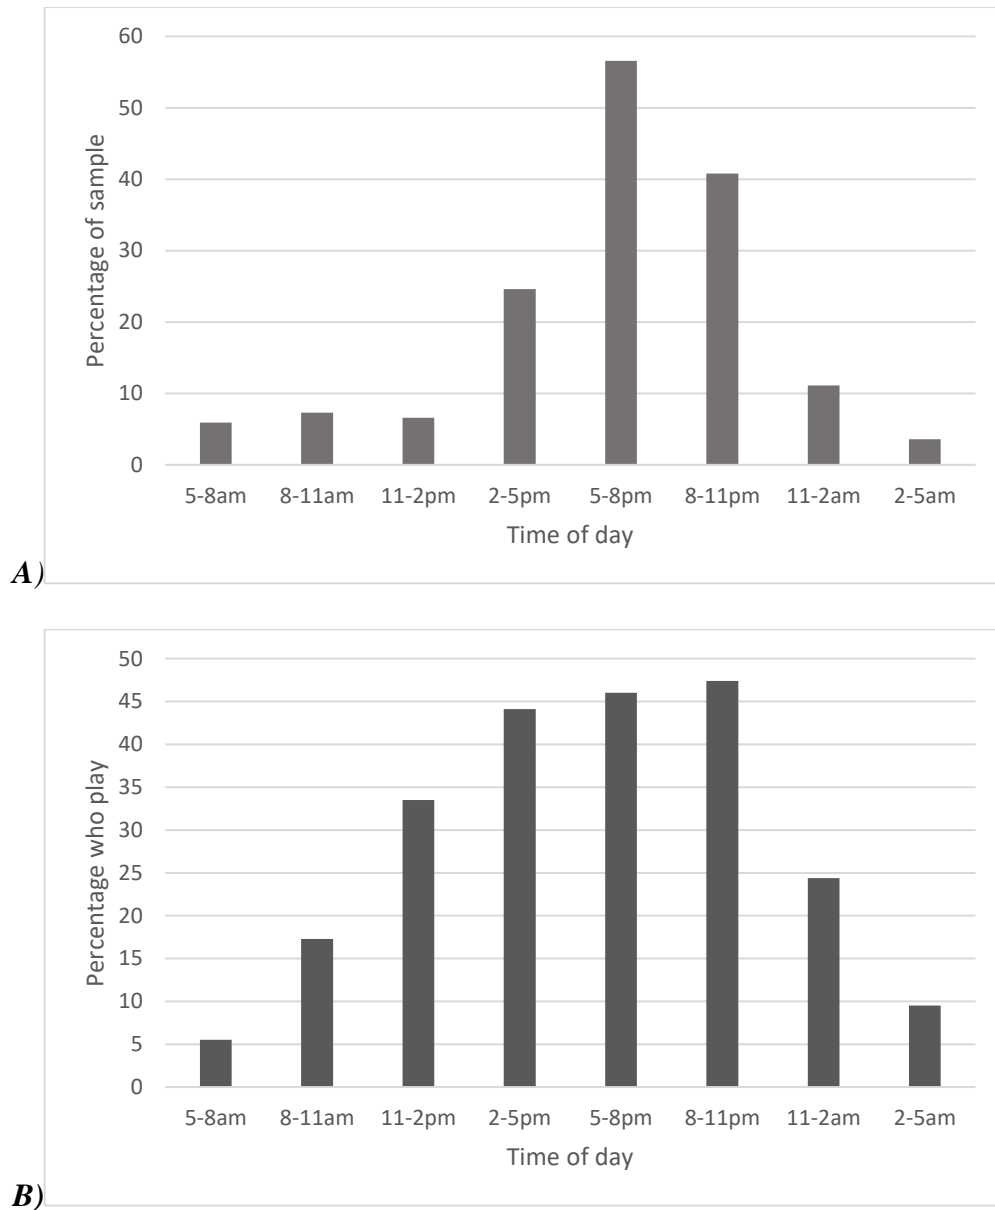 60
50
40
30
20
10
0
Percentage of sample
5-8am 8-11am 11-2pm 2-5pm 5-8pm 8-11pm 11-2am 2-5am
Time of day
A)
50
45
40
35
30
25
20
15
10
5
0
Percentage who play
5-8am 8-11am 11-2pm 2-5pm 5-8pm 8-11pm 11-2am 2-5am
Time of day
B)